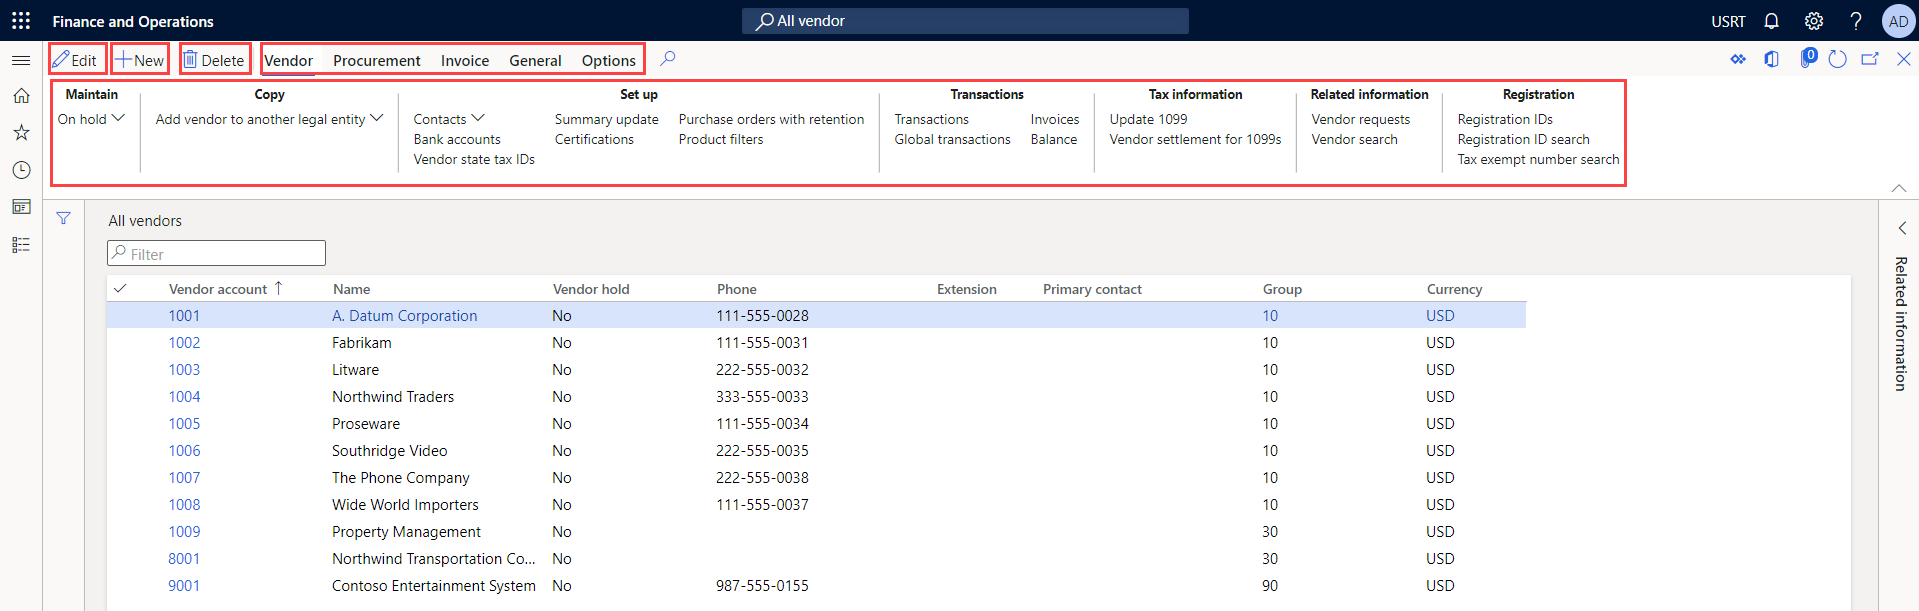 Finance and Operations
All vendor
USRT
?
AD
Edit
New
Delete
Vendor
Procurement
Invoice
General
Options
0
Maintain
On hold
Copy
Add vendor to another legal entity
Set up
Contacts
Bank accounts
Vendor state tax IDs
Summary update
Certifications
Purchase orders with retention
Product filters
Transactions
Transactions
Global transactions
Invoices
Balance
Tax information
Update 1099
Vendor settlement for 1099s
Related information
Vendor requests
Vendor search
Registration
Registration IDs
Registration ID search
Tax exempt number search
All vendors
Filter
Vendor account Name Vendor hold Phone Extension Primary contact Group Currency
1001 A. Datum Corporation No 111-555-0028 10 USD
1002 Fabrikam No 111-555-0031 10 USD
1003 Litware No 222-555-0032 10 USD
1004 Northwind Traders No 333-555-0033 10 USD
1005 Proseware No 111-555-0034 10 USD
1006 Southridge Video No 222-555-0035 10 USD
1007 The Phone Company No 222-555-0038 10 USD
1008 Wide World Importers No 111-555-0037 10 USD
1009 Property Management No 30 USD
8001 Northwind Transportation Co... No 30 USD
9001 Contoso Entertainment System No 987-555-0155 90 USD
Related information